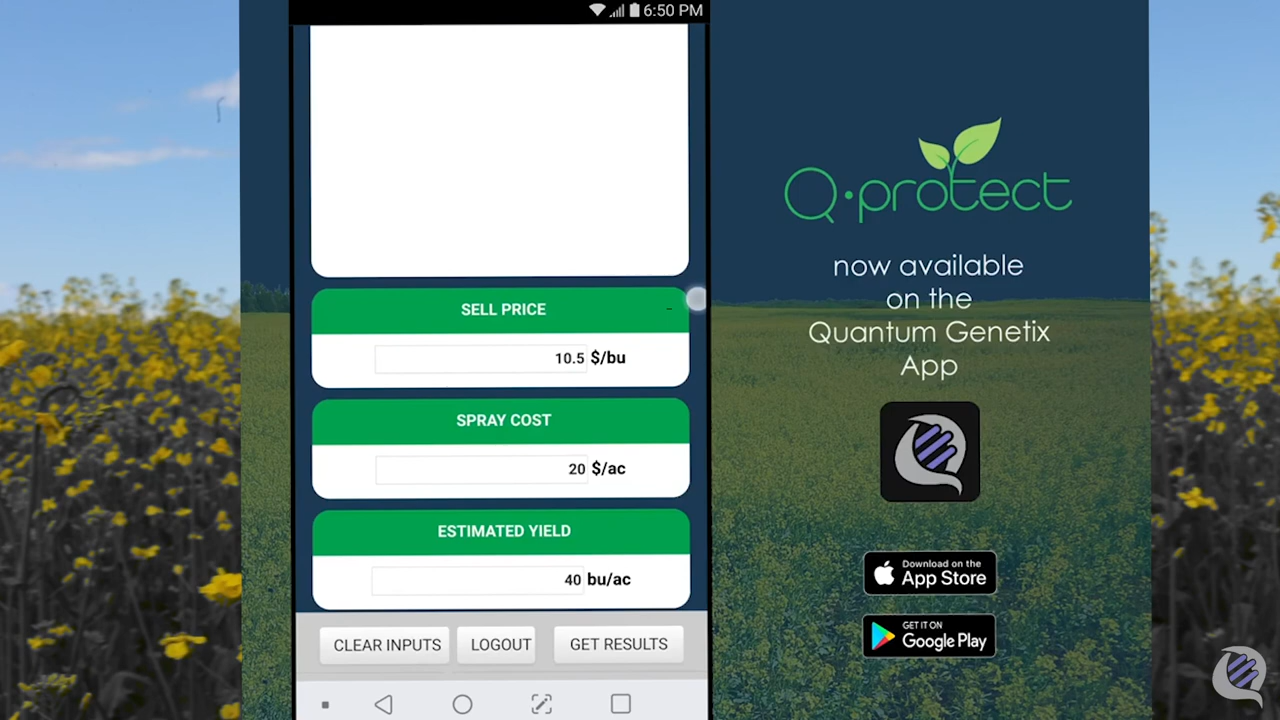 6:50 PM
SELL PRICE
10.5 $/bu
SPRAY COST
20 $/ac
ESTIMATED YIELD
40 bu/ac
CLEAR INPUTS
LOGOUT
GET RESULTS
Q•protect
now available
on the
Quantum Genetix
App
Download on the
App Store
GET IT ON
Google Play